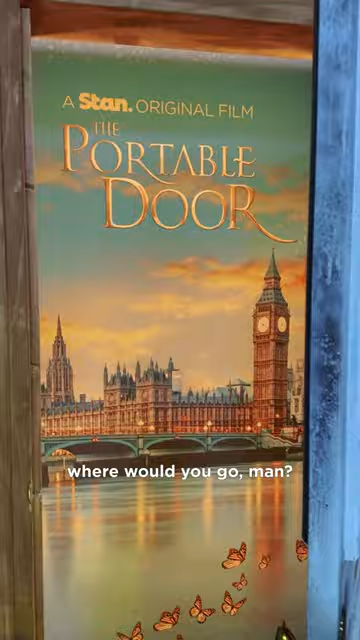 A Stan. ORIGINAL FILM
THE
PORTABLE
DOOR
where would you go, man?